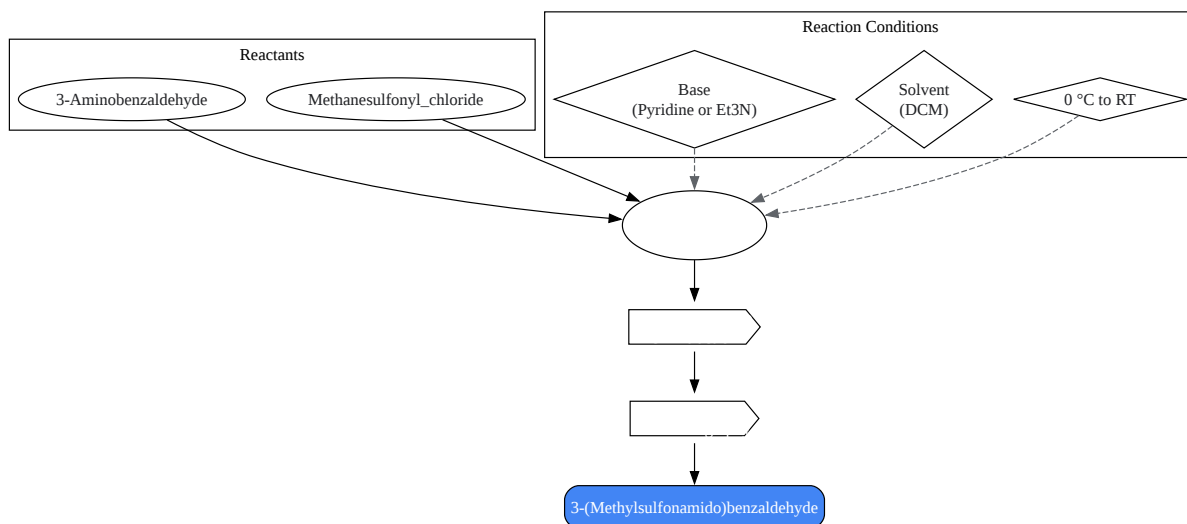 Reactants
3-Aminobenzaldehyde
Methanesulfonyl_chloride
Reaction Conditions
Base
(Pyridine or Et3N)
Solvent
(DCM)
0 °C to RT
3-(Methylsulfonamido)benzaldehyde